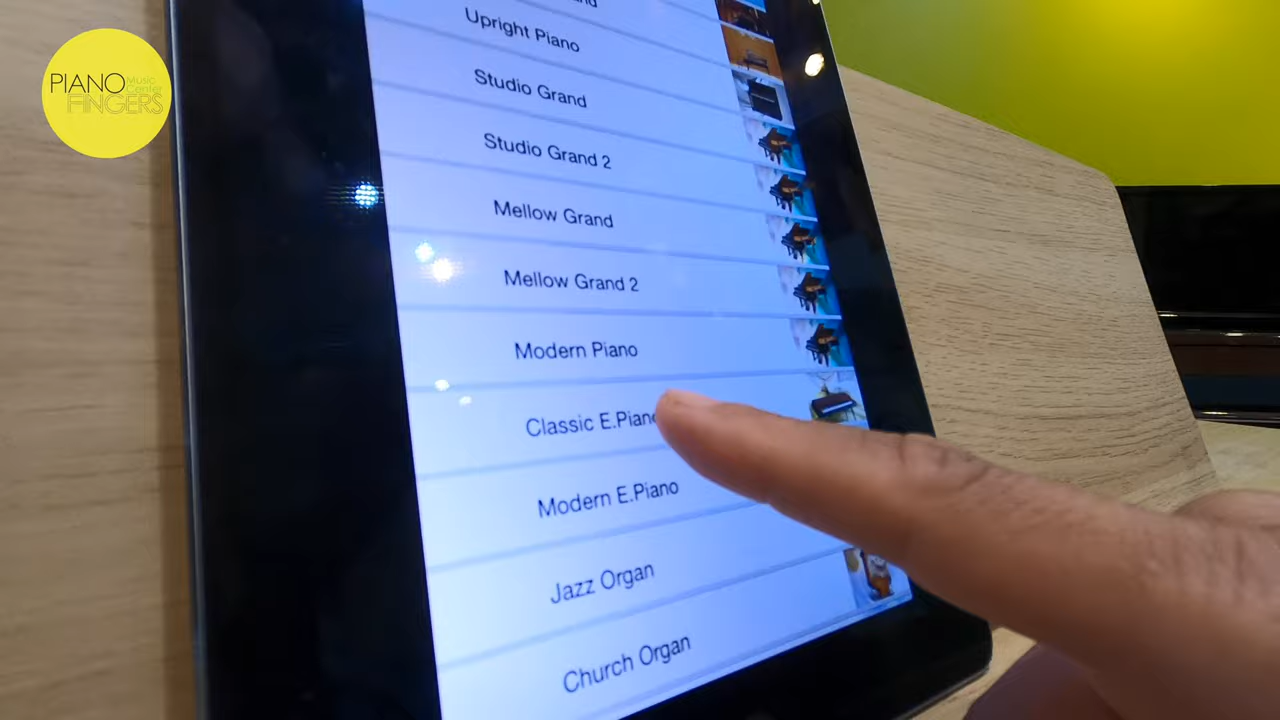 PIANO
Music
Center
FINGERS
Upright Piano
Studio Grand
Studio Grand 2
Mellow Grand
Mellow Grand 2
Modern Piano
Classic E.Piano
Modern E.Piano
Jazz Organ
Church Organ